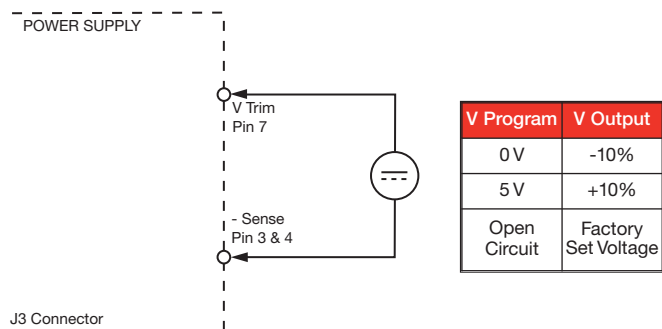 POWER SUPPLY
V Trim
Pin 7
- Sense
Pin 3 & 4
J3 Connector
V Program V Output
0 V -10%
5 V +10%
Open Factory
Circuit Set Voltage